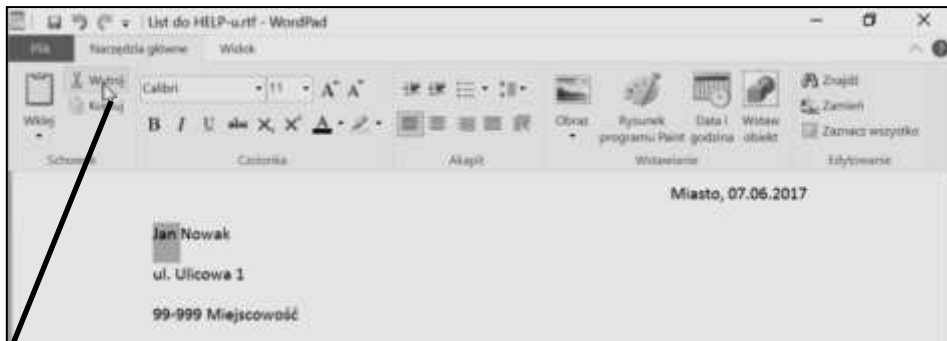 List do HELP-u.rtf - WordPad
Plik Narzędzia główne Widok
Wklej
Wytnij
Kopiuj
Calibri 11 A A
B I U abc X X A
Obraz
Rysunek programu Paint
Data i godzina
Wstaw obiekt
Znajdź
Zamień
Zaznacz wszystko
Schowek Czcionka Akapit Wstawianie Edytowanie
Miasto, 07.06.2017
Jan Nowak
ul. Ulicowa 1
99-999 Miejscowość